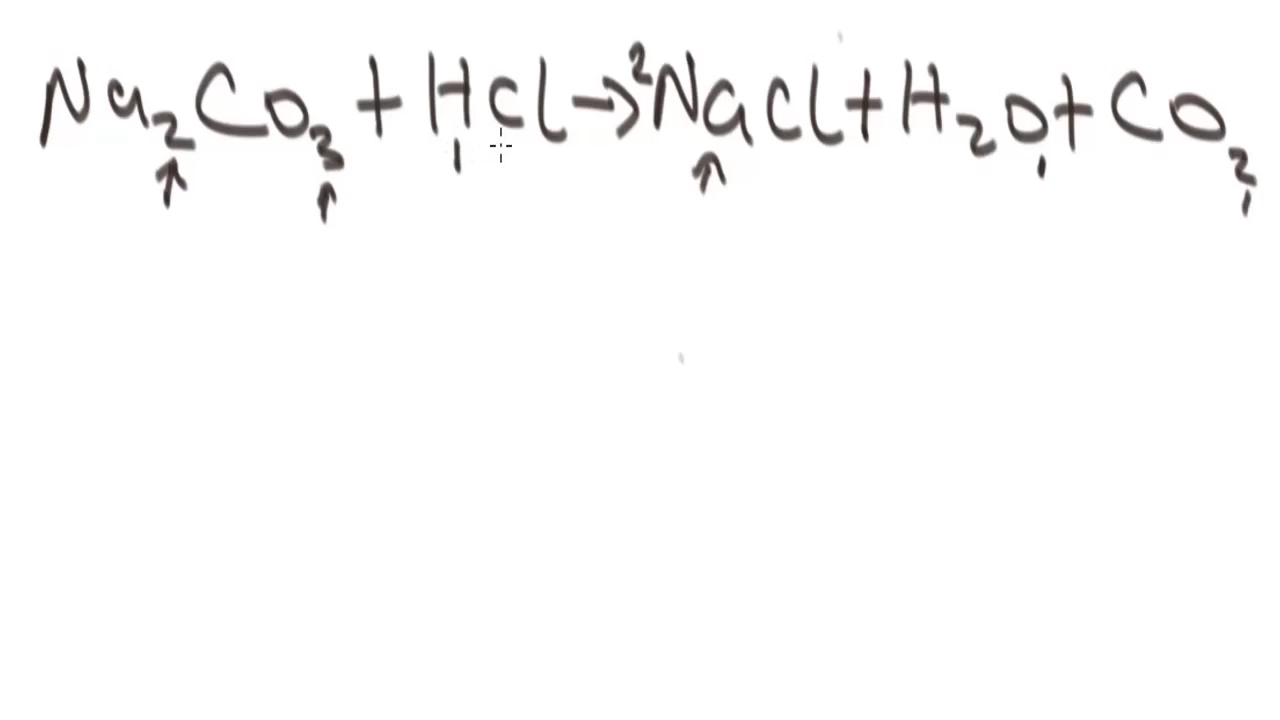 Na₂CO₃ + HCl → 2NaCl + H₂O + CO₂